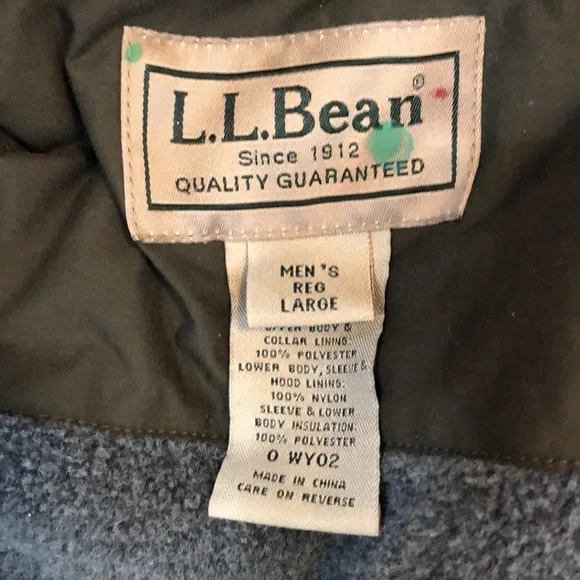 L.L.Bean®
Since 1912
QUALITY GUARANTEED
MEN'S
REG
LARGE
UPPER BODY &
COLLAR LINING:
100% POLYESTER
LOWER BODY, SLEEVE &
HOOD LINING:
100% NYLON
SLEEVE & LOWER
BODY INSULATION:
100% POLYESTER
O WY02
MADE IN CHINA
CARE ON REVERSE